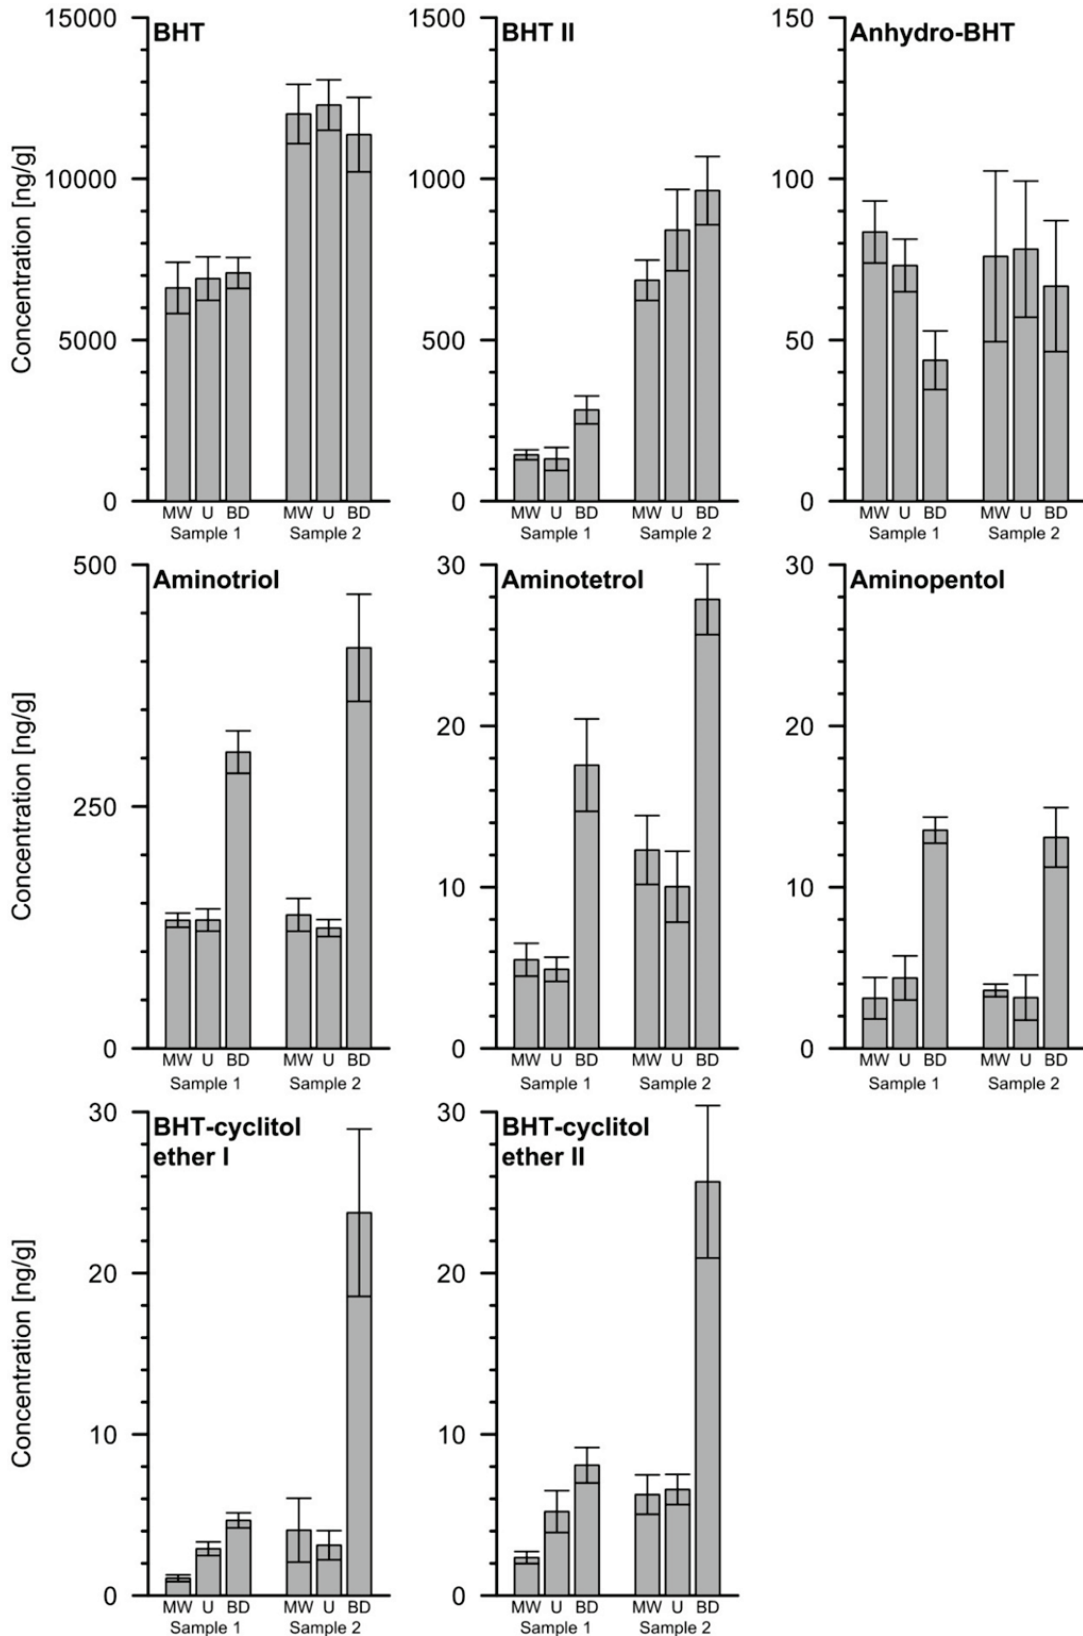 15000
BHT
10000
5000
0
Concentration [ng/g]
MW U BD MW U BD
Sample 1 Sample 2
1500
BHT II
1000
500
0
MW U BD MW U BD
Sample 1 Sample 2
150
Anhydro-BHT
100
50
0
MW U BD MW U BD
Sample 1 Sample 2
500
Aminotriol
250
0
Concentration [ng/g]
MW U BD MW U BD
Sample 1 Sample 2
30
Aminotetrol
20
10
0
MW U BD MW U BD
Sample 1 Sample 2
30
Aminopentol
20
10
0
MW U BD MW U BD
Sample 1 Sample 2
30
BHT-cyclitol
ether I
20
10
0
Concentration [ng/g]
MW U BD MW U BD
Sample 1 Sample 2
30
BHT-cyclitol
ether II
20
10
0
MW U BD MW U BD
Sample 1 Sample 2